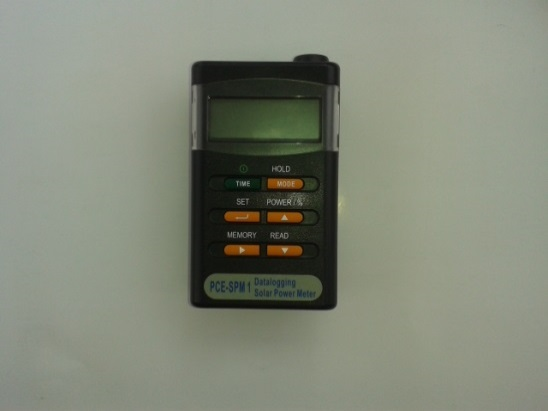 HOLD
TIME MODE
SET POWER / %
MEMORY READ
PCE-SPM 1 Datalogging
Solar Power Meter